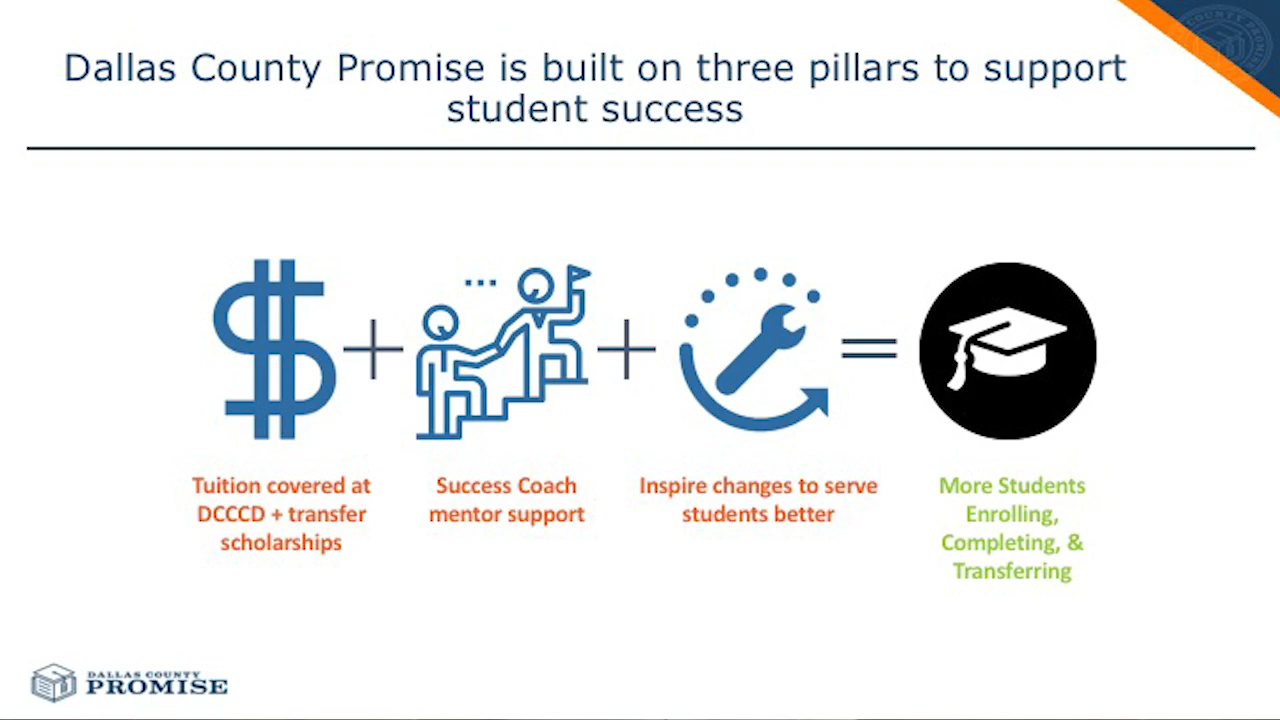 Dallas County Promise is built on three pillars to support
student success
Tuition covered at
DCCCD + transfer
scholarships
Success Coach
mentor support
Inspire changes to serve
students better
More Students
Enrolling,
Completing, &
Transferring
DALLAS COUNTY
PROMISE